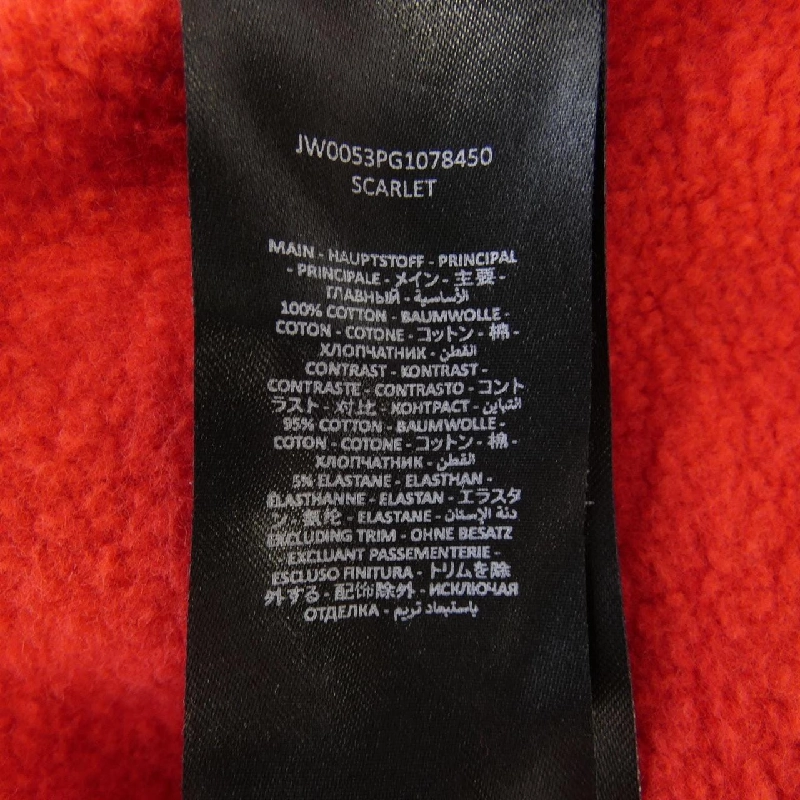 JW0053PG1078450
SCARLET
MAIN - HAUPTSTOFF - PRINCIPAL
- PRINCIPALE - メイン - 主要 -
ГЛАВНЫЙ - الأساسية -
100% COTTON - BAUMWOLLE -
COTON - COTONE - コットン - 棉 -
ХЛОПЧАТНИК - القطن
CONTRAST - KONTRAST -
CONTRASTE - CONTRASTO - コント
ラスト - 对比 - КОНТРАСТ - التباين
95% COTTON - BAUMWOLLE -
COTON - COTONE - コットン - 棉 -
ХЛОПЧАТНИК - القطن
5% ELASTANE - ELASTHAN -
ÉLASTHANNE - ELASTAN - エラスタ
ン - 氨纶 - ELASTANE - دنة الإسكان
EXCLUDING TRIM - OHNE BESATZ
EXCLUANT PASSEMENTERIE -
ESCLUSO FINITURA - トリムを除
外する - 配饰除外 - ИСКЛЮЧАЯ
ОТДЕЛКА - باستبعاد تريم